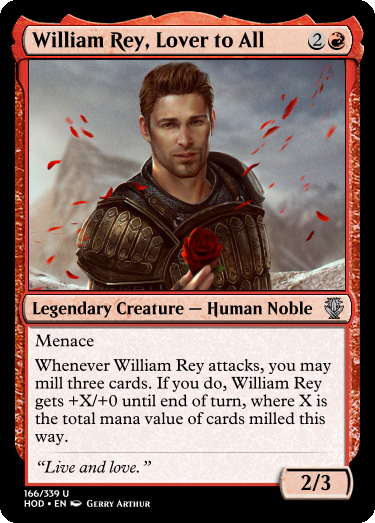 William Rey, Lover to All 2
Legendary Creature — Human Noble
Menace
Whenever William Rey attacks, you may
mill three cards. If you do, William Rey
gets +X/+0 until end of turn, where X is
the total mana value of cards milled this
way.
“Live and love.”
2/3
166/339 U
HOD • EN GERRY ARTHUR